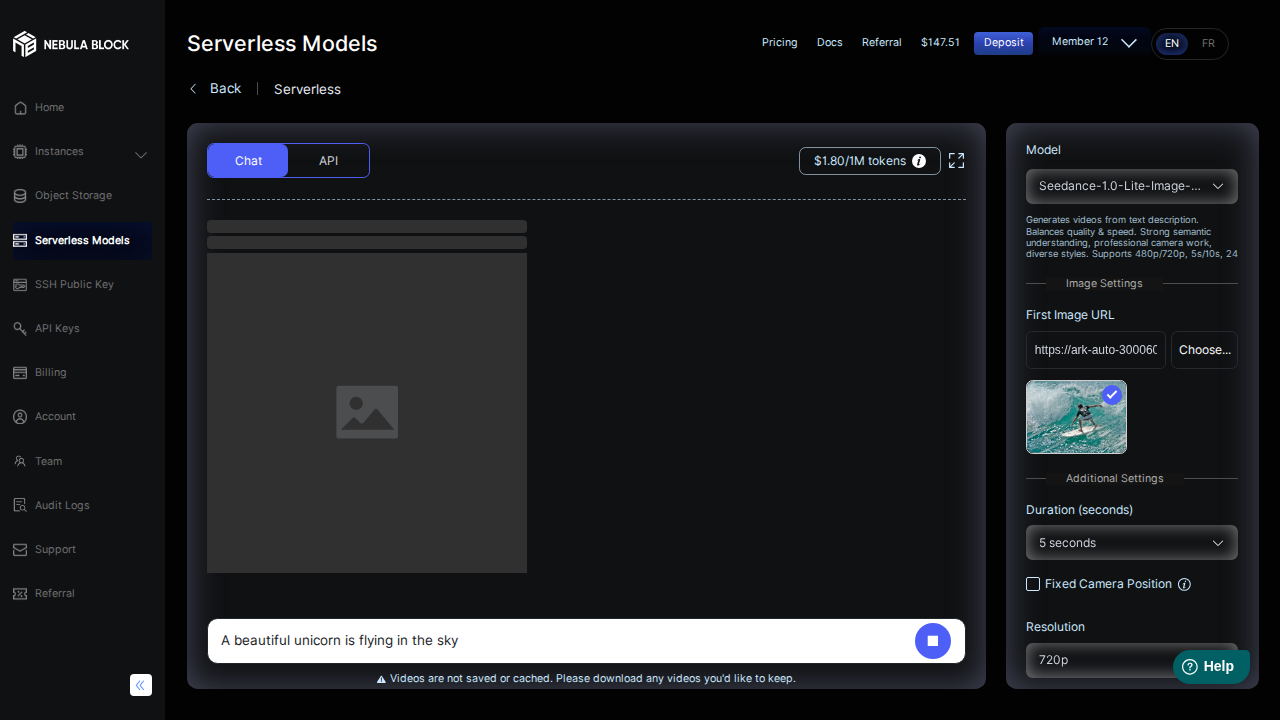 NEBULA BLOCK
Home
Instances
Object Storage
Serverless Models
SSH Public Key
API Keys
Billing
Account
Team
Audit Logs
Support
Referral
Serverless Models
Pricing
Docs
Referral
$147.51
Deposit
Member 12
EN
FR
Back
Serverless
Chat
API
$1.80/1M tokens
A beautiful unicorn is flying in the sky
Videos are not saved or cached. Please download any videos you'd like to keep.
Model
Seedance-1.0-Lite-Image-...
Generates videos from text description.
Balances quality & speed. Strong semantic
understanding, professional camera work,
diverse styles. Supports 480p/720p, 5s/10s, 24
Image Settings
First Image URL
https://ark-auto-300060
Choose...
Additional Settings
Duration (seconds)
5 seconds
Fixed Camera Position
Resolution
720p
Help